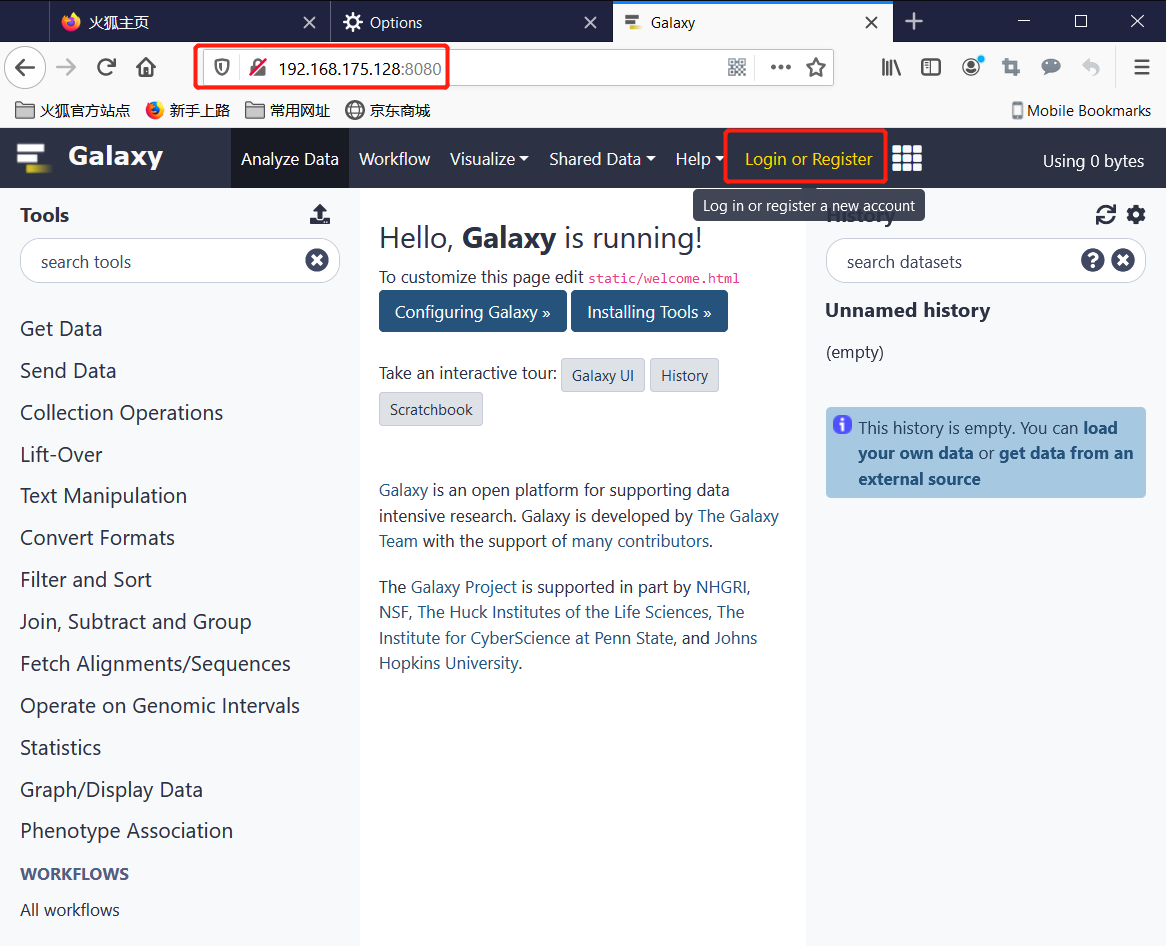 火狐主页
Options
Galaxy
192.168.175.128:8080
火狐官方站点 新手上路 常用网址 京东商城 Mobile Bookmarks
Galaxy Analyze Data Workflow Visualize Shared Data Help Login or Register Using 0 bytes
Log in or register a new account
Tools
search tools
Get Data
Send Data
Collection Operations
Lift-Over
Text Manipulation
Convert Formats
Filter and Sort
Join, Subtract and Group
Fetch Alignments/Sequences
Operate on Genomic Intervals
Statistics
Graph/Display Data
Phenotype Association
WORKFLOWS
All workflows
Hello, Galaxy is running!
To customize this page edit static/welcome.html
Configuring Galaxy » Installing Tools »
Take an interactive tour: Galaxy UI History
Scratchbook
Galaxy is an open platform for supporting data
intensive research. Galaxy is developed by The Galaxy
Team with the support of many contributors.
The Galaxy Project is supported in part by NHGRI,
NSF, The Huck Institutes of the Life Sciences, The
Institute for CyberScience at Penn State, and Johns
Hopkins University.
History
search datasets
Unnamed history
(empty)
This history is empty. You can load
your own data or get data from an
external source